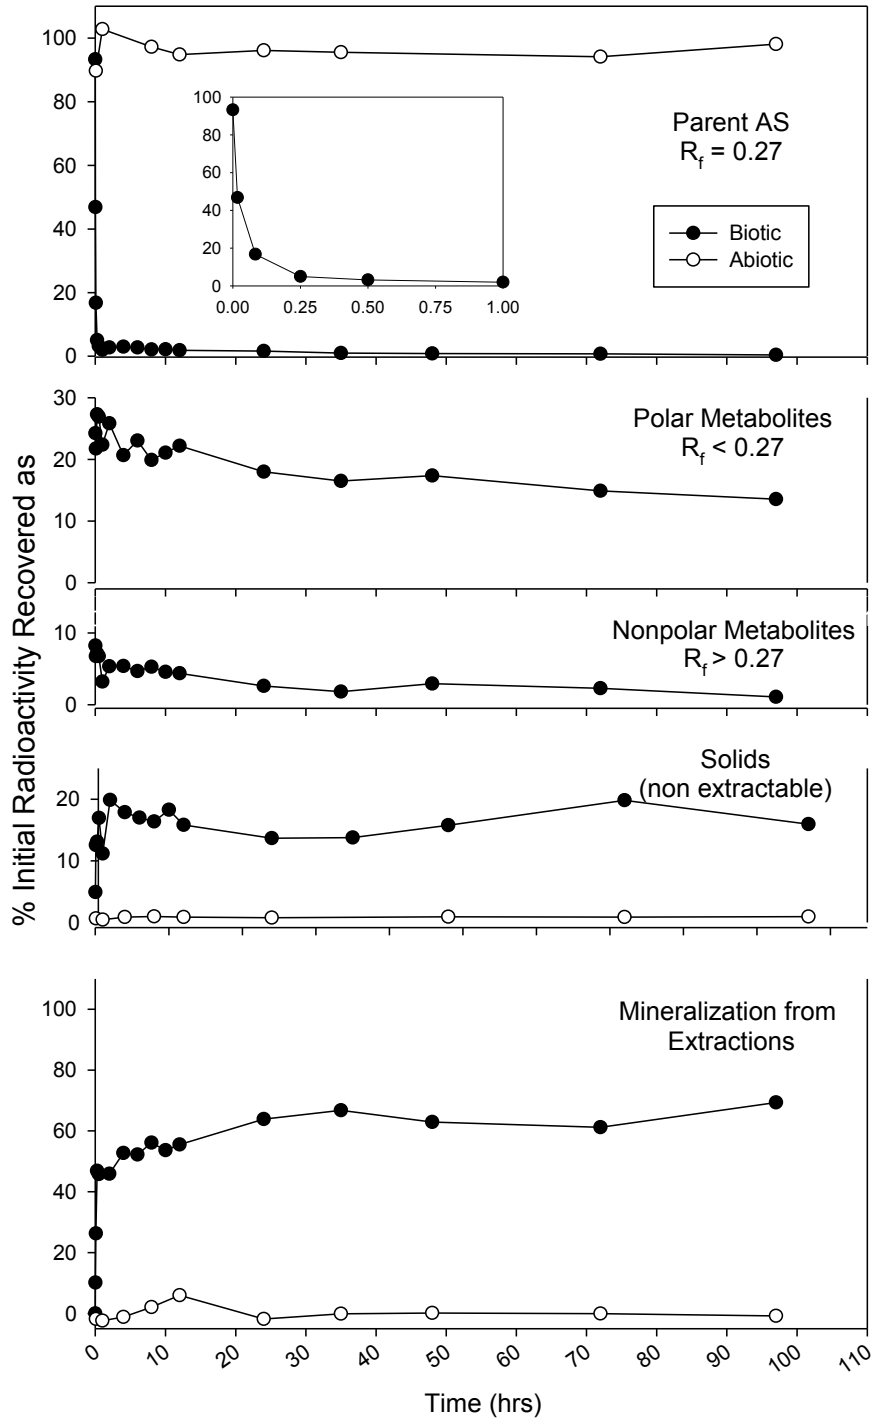 % Initial Radioactivity Recovered as
100
80
60
40
20
0
Parent AS
Rf = 0.27
Biotic
Abiotic
100
80
60
40
20
0
0.00 0.25 0.50 0.75 1.00
30
20
10
0
Polar Metabolites
Rf < 0.27
10
0
Nonpolar Metabolites
Rf > 0.27
20
10
0
Solids
(non extractable)
100
80
60
40
20
0
Mineralization from
Extractions
0 10 20 30 40 50 60 70 80 90 100 110
Time (hrs)